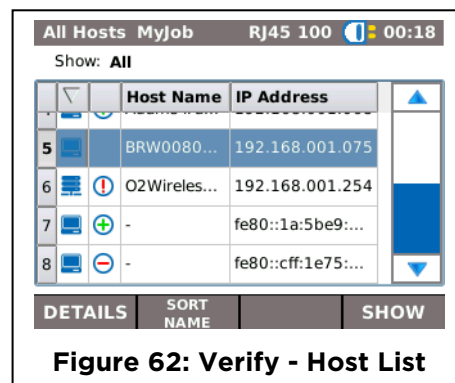 All Hosts MyJob RJ45 100 00:18
Show: All
Host Name IP Address
5 BRW0080... 192.168.001.075
6 O2Wireles... 192.168.001.254
7 - fe80::1a:5be9:...
8 - fe80::cff:1e75:...
DETAILS SORT NAME SHOW
Figure 62: Verify - Host List